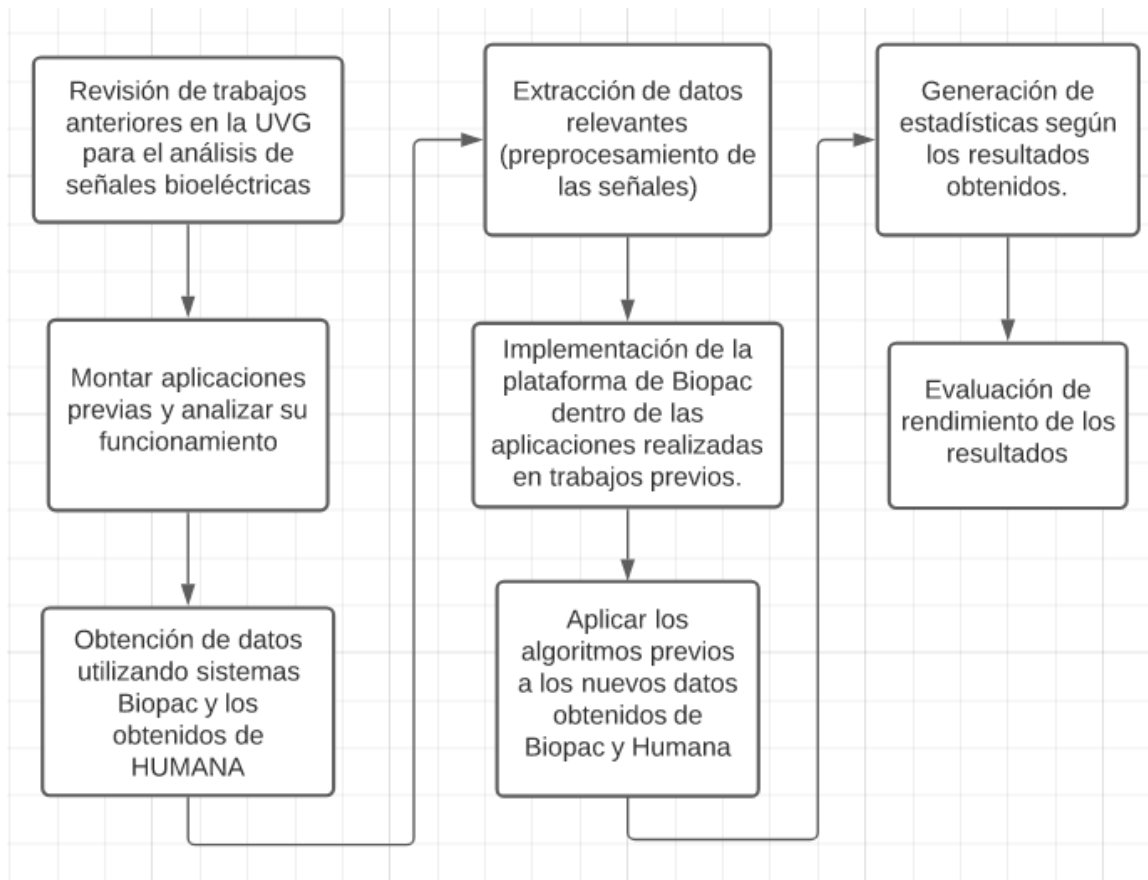 Revisión de trabajos
anteriores en la UVG
para el análisis de
señales bioeléctricas
Montar aplicaciones
previas y analizar su
funcionamiento
Obtención de datos
utilizando sistemas
Biopac y los
obtenidos de
HUMANA
Extracción de datos
relevantes
(preprocesamiento de
las señales)
Implementación de la
plataforma de Biopac
dentro de las
aplicaciones realizadas
en trabajos previos.
Aplicar los
algoritmos previos
a los nuevos datos
obtenidos de
Biopac y Humana
Generación de
estadísticas según
los resultados
obtenidos.
Evaluación de
rendimiento de los
resultados